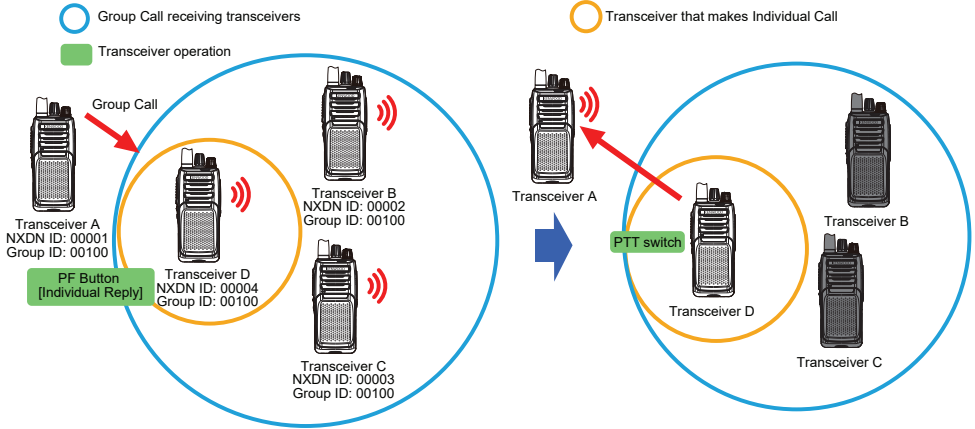 Group Call receiving transceivers
Transceiver that makes Individual Call
Transceiver operation
Group Call
Transceiver A
NXDN ID: 00001
Group ID: 00100
PF Button
[Individual Reply]
Transceiver D
NXDN ID: 00004
Group ID: 00100
Transceiver B
NXDN ID: 00002
Group ID: 00100
Transceiver C
NXDN ID: 00003
Group ID: 00100
Transceiver A
PTT switch
Transceiver D
Transceiver B
Transceiver C